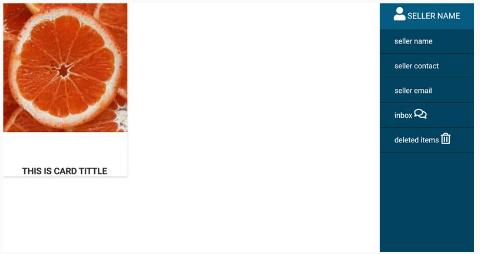 THIS IS CARD TITTLE
SELLER NAME
seller name
seller contact
seller email
inbox
deleted items